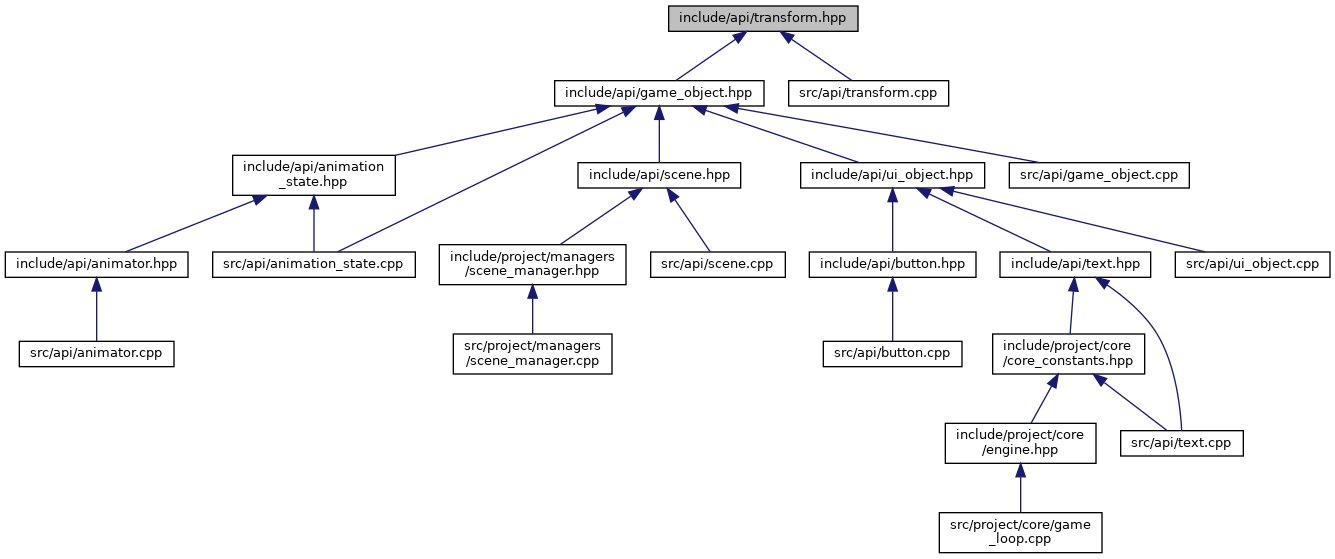 include/api/transform.hpp
include/api/game_object.hpp
src/api/transform.cpp
include/api/animation
_state.hpp
include/api/scene.hpp
include/api/ui_object.hpp
src/api/game_object.cpp
include/api/animator.hpp
src/api/animation_state.cpp
include/project/managers
/scene_manager.hpp
src/api/scene.cpp
include/api/button.hpp
include/api/text.hpp
src/api/ui_object.cpp
src/api/animator.cpp
src/project/managers
/scene_manager.cpp
src/api/button.cpp
include/project/core
/core_constants.hpp
include/project/core
/engine.hpp
src/api/text.cpp
src/project/core/game
_loop.cpp